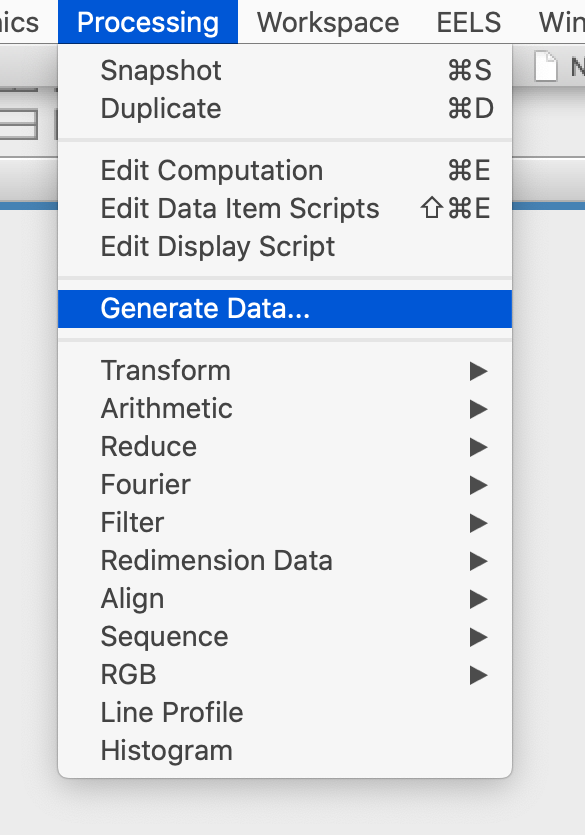 ics Processing Workspace EELS Win
N
Snapshot ⌘S
Duplicate ⌘D
Edit Computation ⌘E
Edit Data Item Scripts ⇧⌘E
Edit Display Script
Generate Data...
Transform ▶
Arithmetic ▶
Reduce ▶
Fourier ▶
Filter ▶
Redimension Data ▶
Align ▶
Sequence ▶
RGB ▶
Line Profile
Histogram